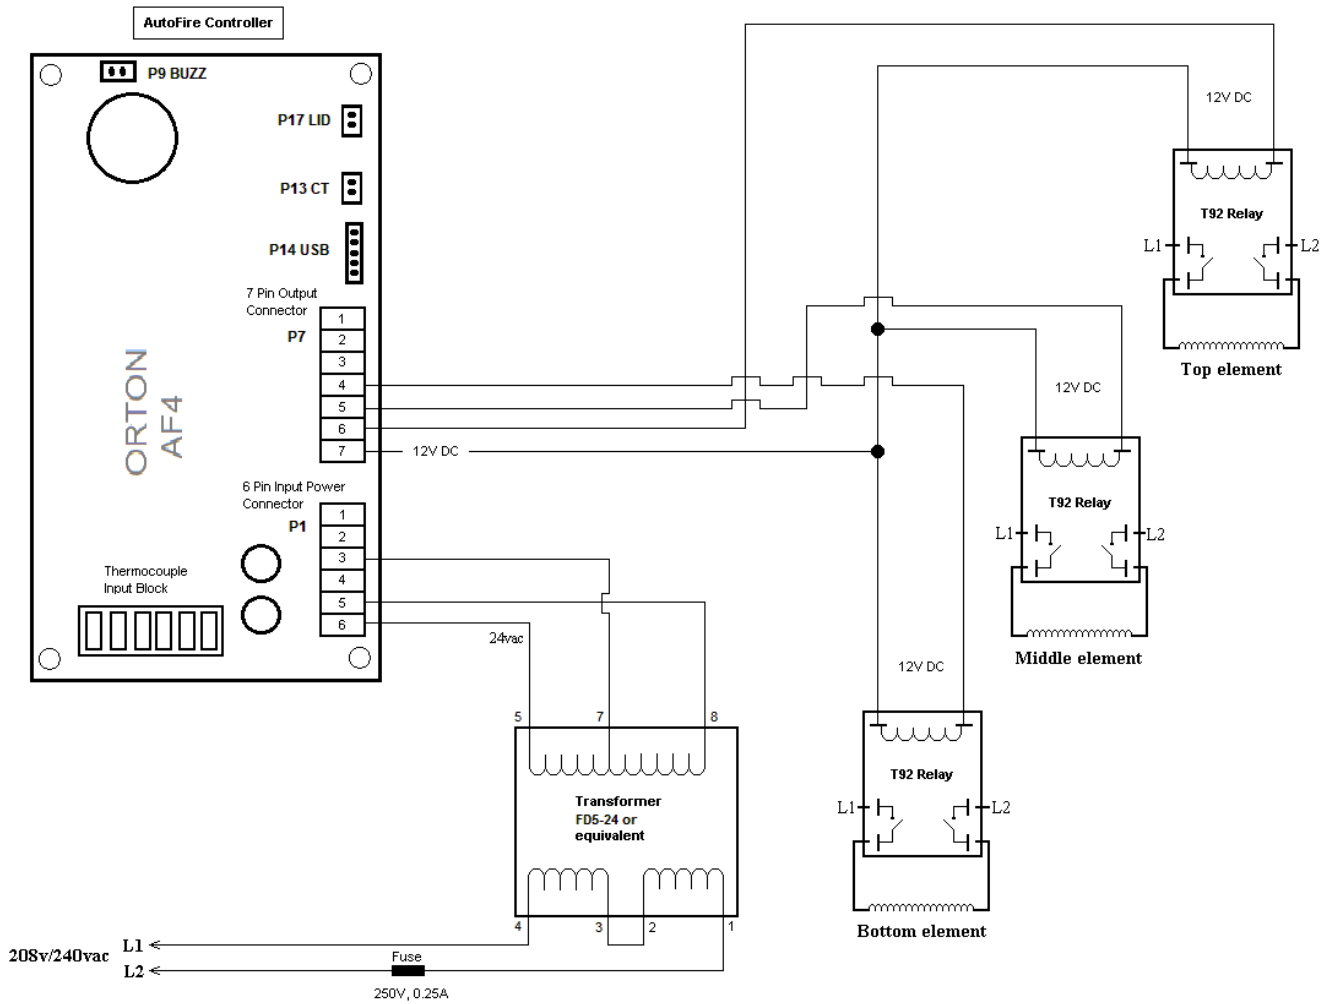 AutoFire Controller
P9 BUZZ
P17 LID
P13 CT
P14 USB
7 Pin Output
Connector
P7
1
2
3
4
5
6
7
12V DC
ORTON
AF4
6 Pin Input Power
Connector
P1
1
2
3
4
5
6
24vac
Thermocouple
Input Block
12V DC
T92 Relay
L1
L2
Top element
12V DC
T92 Relay
L1
L2
Middle element
12V DC
T92 Relay
L1
L2
Bottom element
5
7
8
Transformer
FD5-24 or
equivalent
4
3
2
1
208v/240vac
L1
L2
Fuse
250V, 0.25A